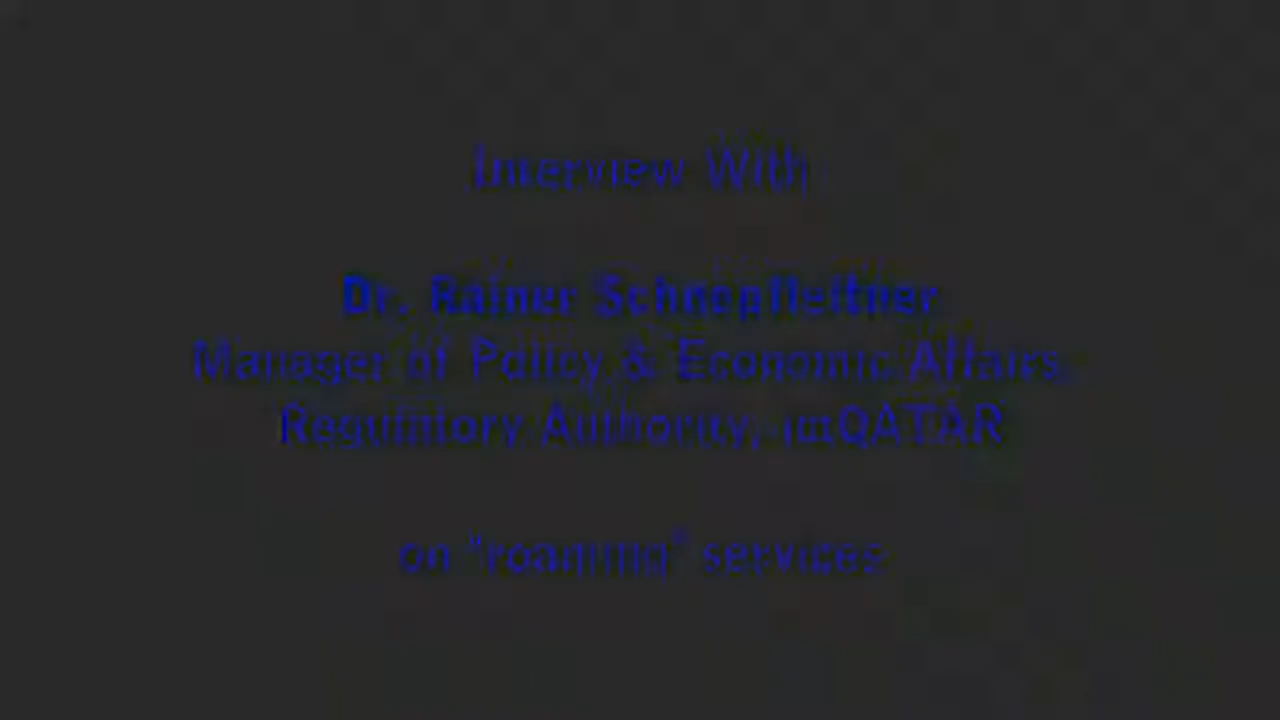 Interview With
Dr. Rainer Schnepfleitner
Manager of Policy & Economic Affairs,
Regulatory Authority, ictQATAR
on "roaming" services